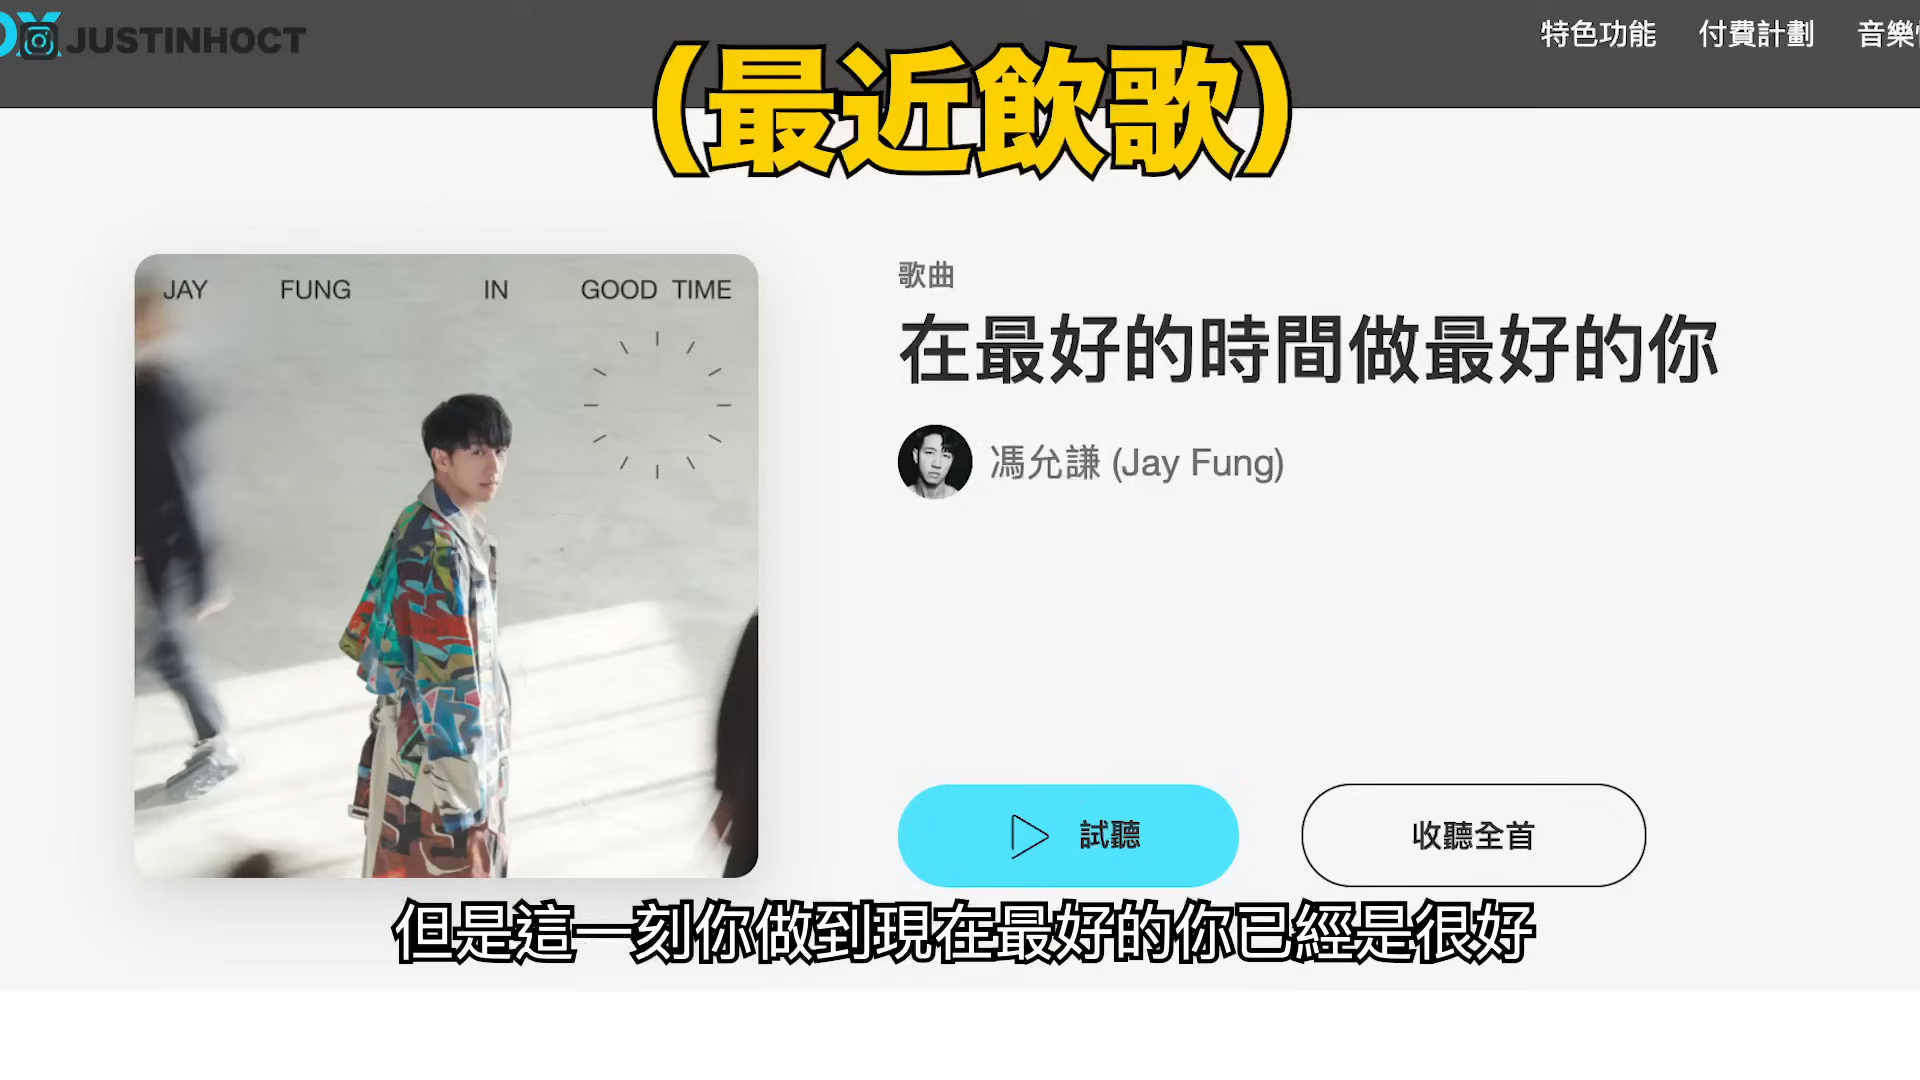 JUSTINHOCT
特色功能 付費計劃 音樂
(最近飲歌)
JAY FUNG IN GOOD TIME
歌曲
在最好的時間做最好的你
馮允謙 (Jay Fung)
試聽
收聽全首
但是這一刻你做到現在最好的你已經是很好